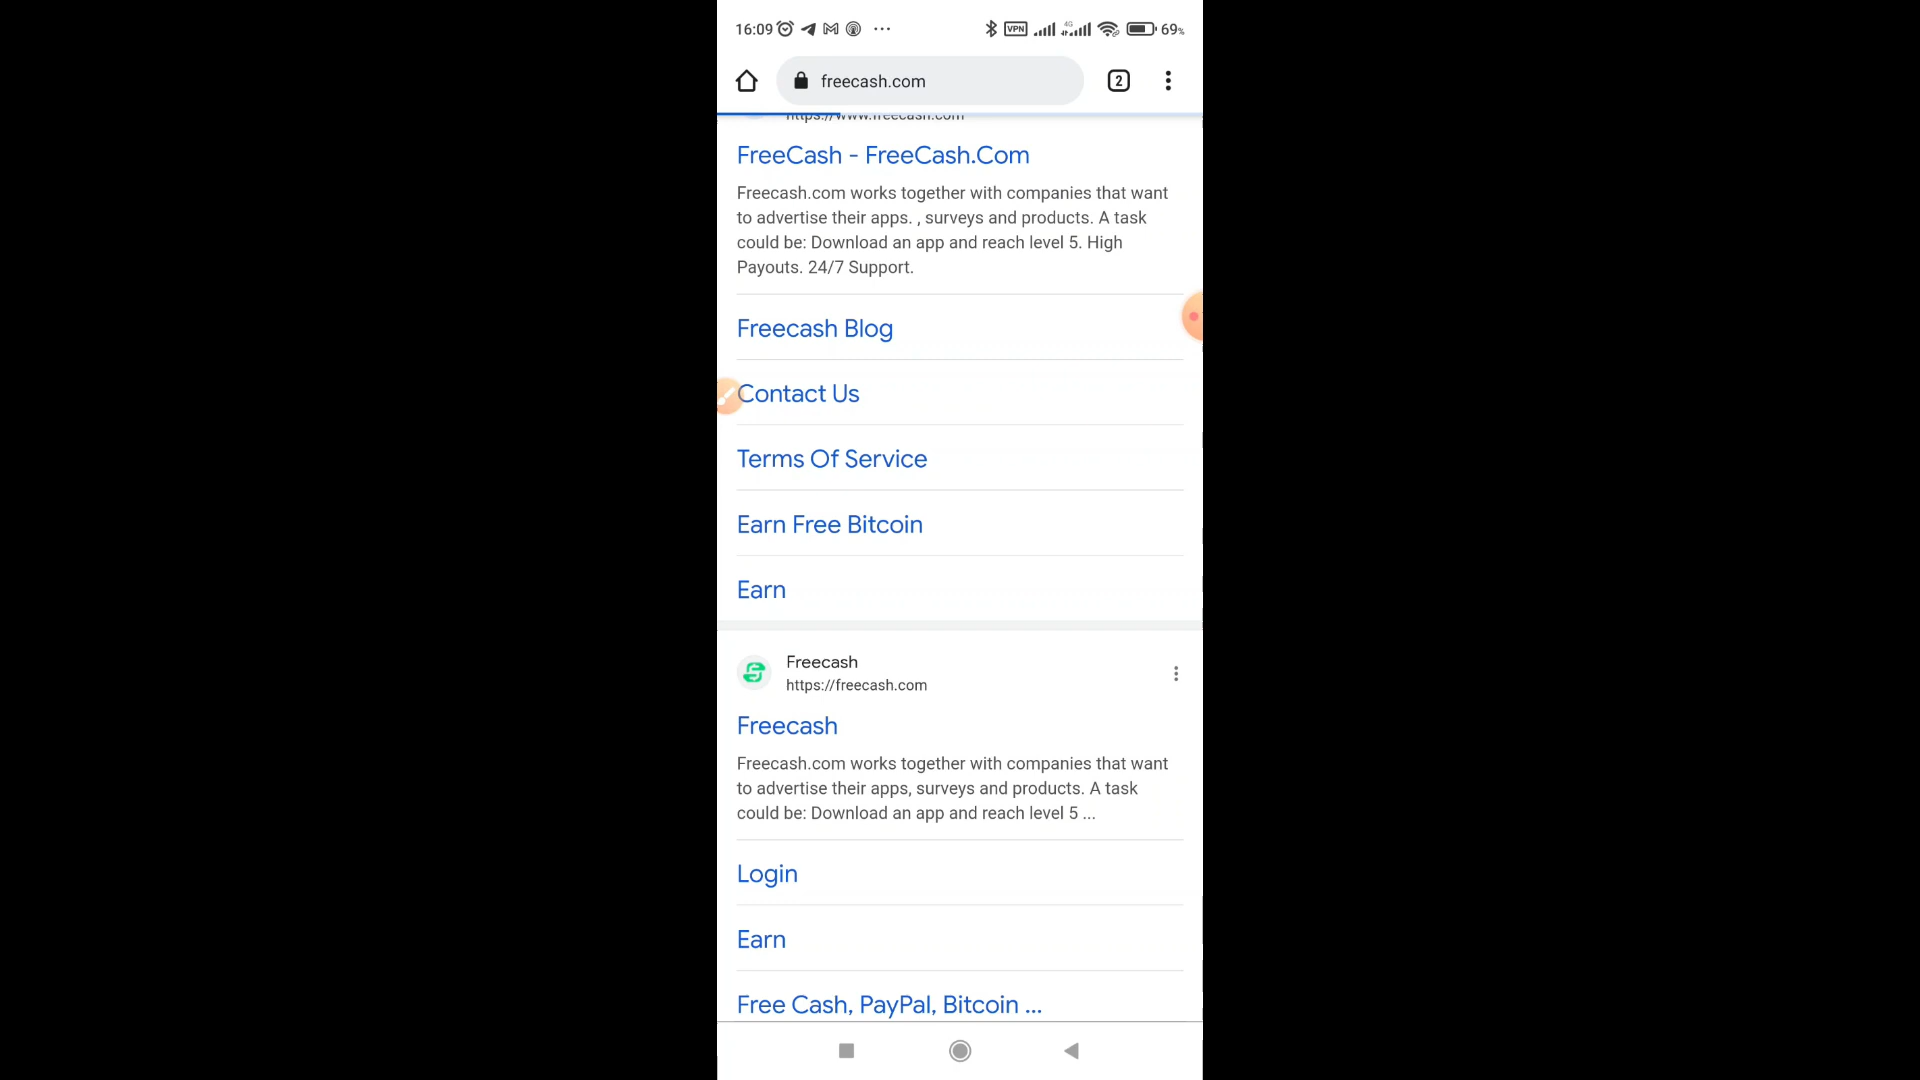 16:09 ... VPN 4G 69%
freecash.com 2
https://www.freecash.com
FreeCash - FreeCash.Com
Freecash.com works together with companies that want
to advertise their apps. , surveys and products. A task
could be: Download an app and reach level 5. High
Payouts. 24/7 Support.
Freecash Blog
Contact Us
Terms Of Service
Earn Free Bitcoin
Earn
Freecash
https://freecash.com
Freecash
Freecash.com works together with companies that want
to advertise their apps, surveys and products. A task
could be: Download an app and reach level 5 ...
Login
Earn
Free Cash, PayPal, Bitcoin ...